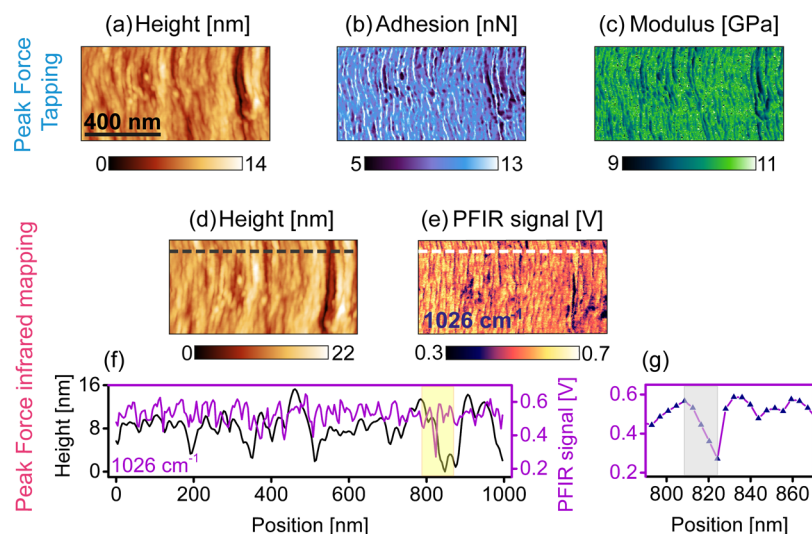 (a) Height [nm]
(b) Adhesion [nN]
(c) Modulus [GPa]
Peak Force
Tapping
400 nm
0 14
5 13
9 11
(d) Height [nm]
(e) PFIR signal [V]
Peak Force infrared mapping
1026 cm⁻¹
0 22
0.3 0.7
(f)
Height [nm]
16
8
0
1026 cm⁻¹
0.6
0.4
0.2
PFIR signal [V]
0 200 400 600 800 1000
Position [nm]
(g)
0.6
0.4
0.2
800 820 840 860
Position [nm]